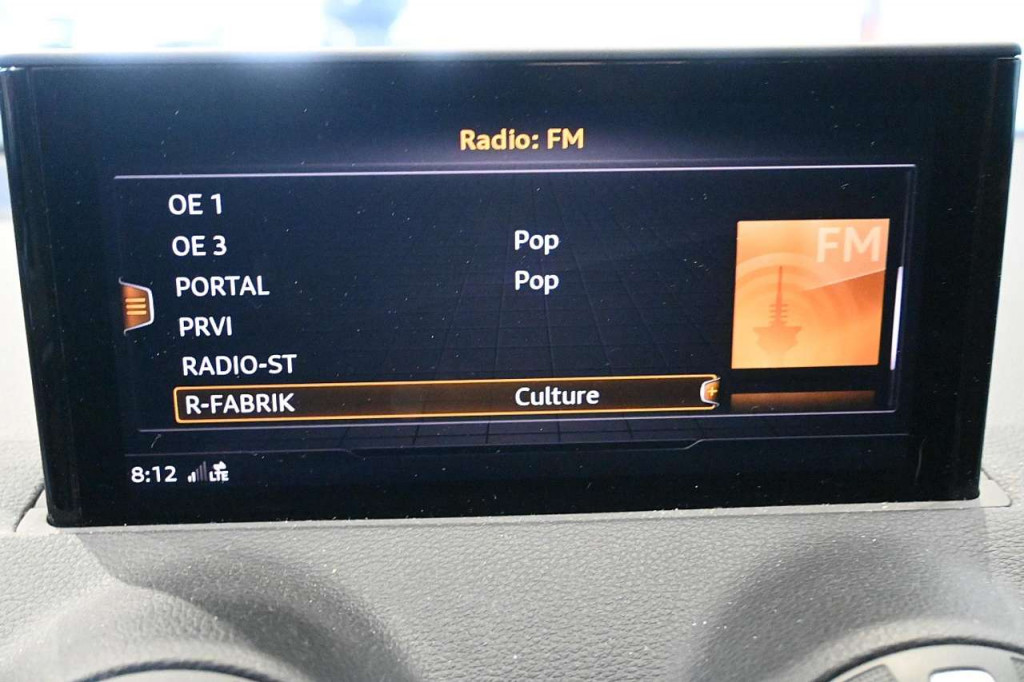 Radio: FM
OE 1
OE 3 Pop
FM
PORTAL Pop
PRVI
RADIO-ST
R-FABRIK Culture
8:12 LTE